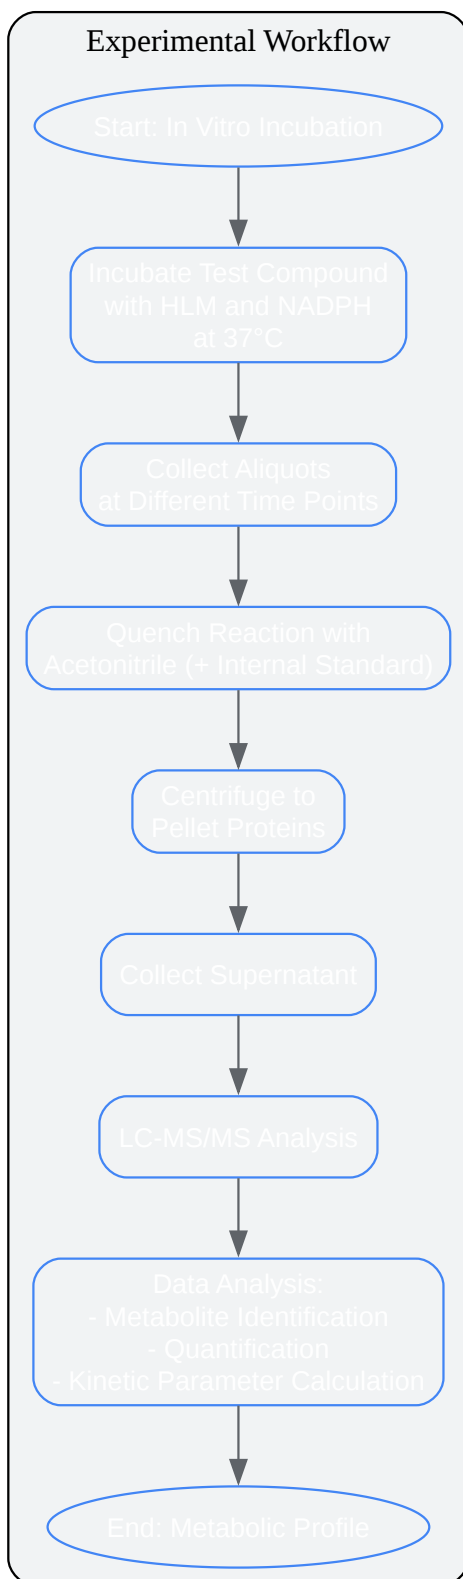 Experimental Workflow
Start: In Vitro Incubation
Incubate Test Compound
with HLM and NADPH
at 37°C
Collect Aliquots
at Different Time Points
Quench Reaction with
Acetonitrile (+ Internal Standard)
Centrifuge to
Pellet Proteins
Collect Supernatant
LC-MS/MS Analysis
Data Analysis:
- Metabolite Identification
- Quantification
- Kinetic Parameter Calculation
End: Metabolic Profile